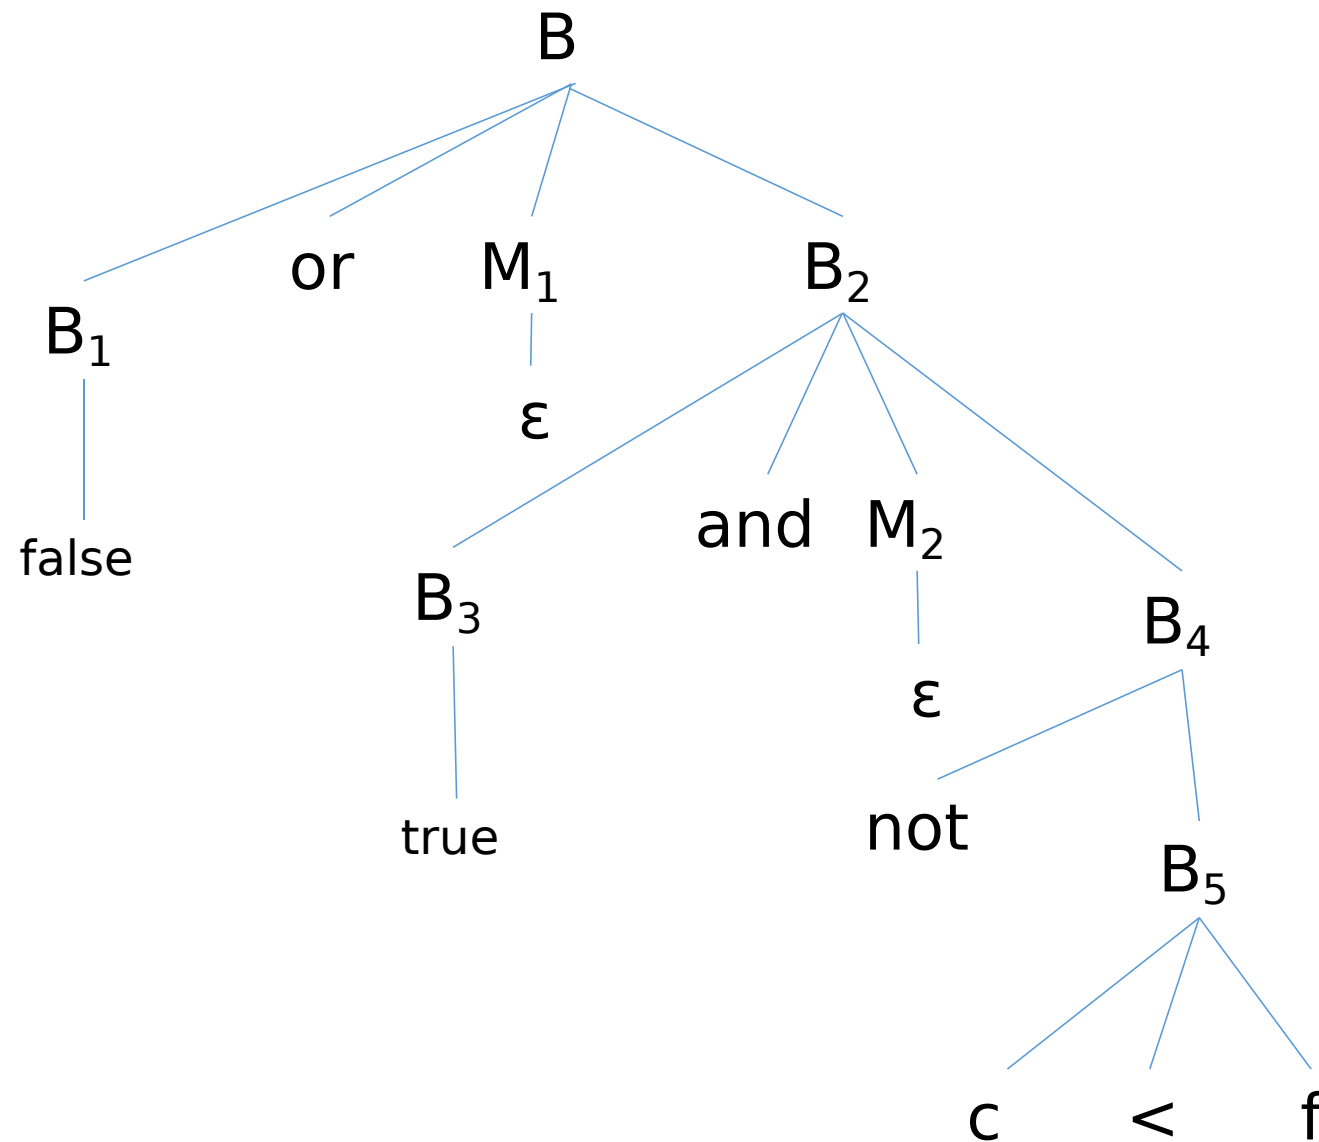 B
or M₁ B₂
B₁
ε
and M₂
false
B₃ B₄
ε
true not
B₅
c < f